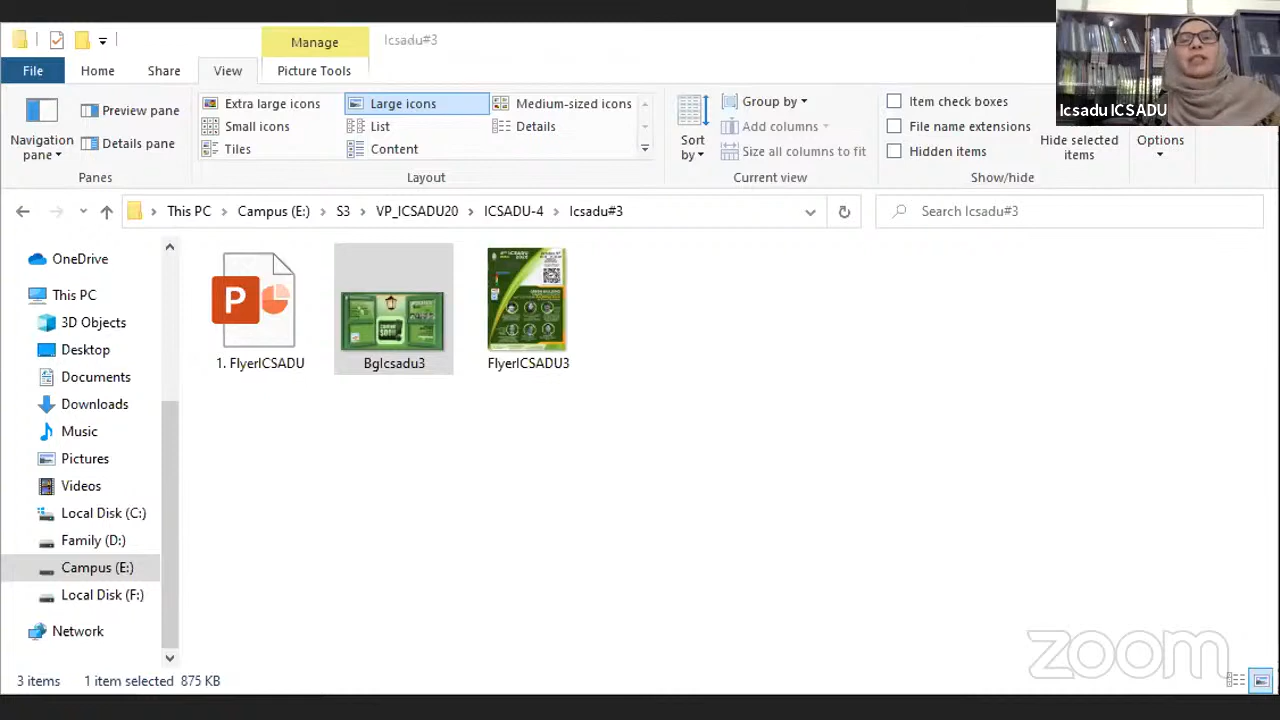 Manage
Icsadu#3
File
Home
Share
View
Picture Tools
Icsadu ICSADU
Navigation
pane
Preview pane
Details pane
Panes
Extra large icons
Large icons
Medium-sized icons
Small icons
List
Details
Tiles
Content
Layout
Sort
by
Group by
Add columns
Size all columns to fit
Current view
Item check boxes
File name extensions
Hidden items
Hide selected
items
Show/hide
Options
This PC
Campus (E:)
S3
VP_ICSADU20
ICSADU-4
Icsadu#3
Search Icsadu#3
OneDrive
This PC
3D Objects
Desktop
Documents
Downloads
Music
Pictures
Videos
Local Disk (C:)
Family (D:)
Campus (E:)
Local Disk (F:)
Network
P
1. FlyerICSADU
BgIcsadu3
FlyerICSADU3
3 items
1 item selected
875 KB
zoom